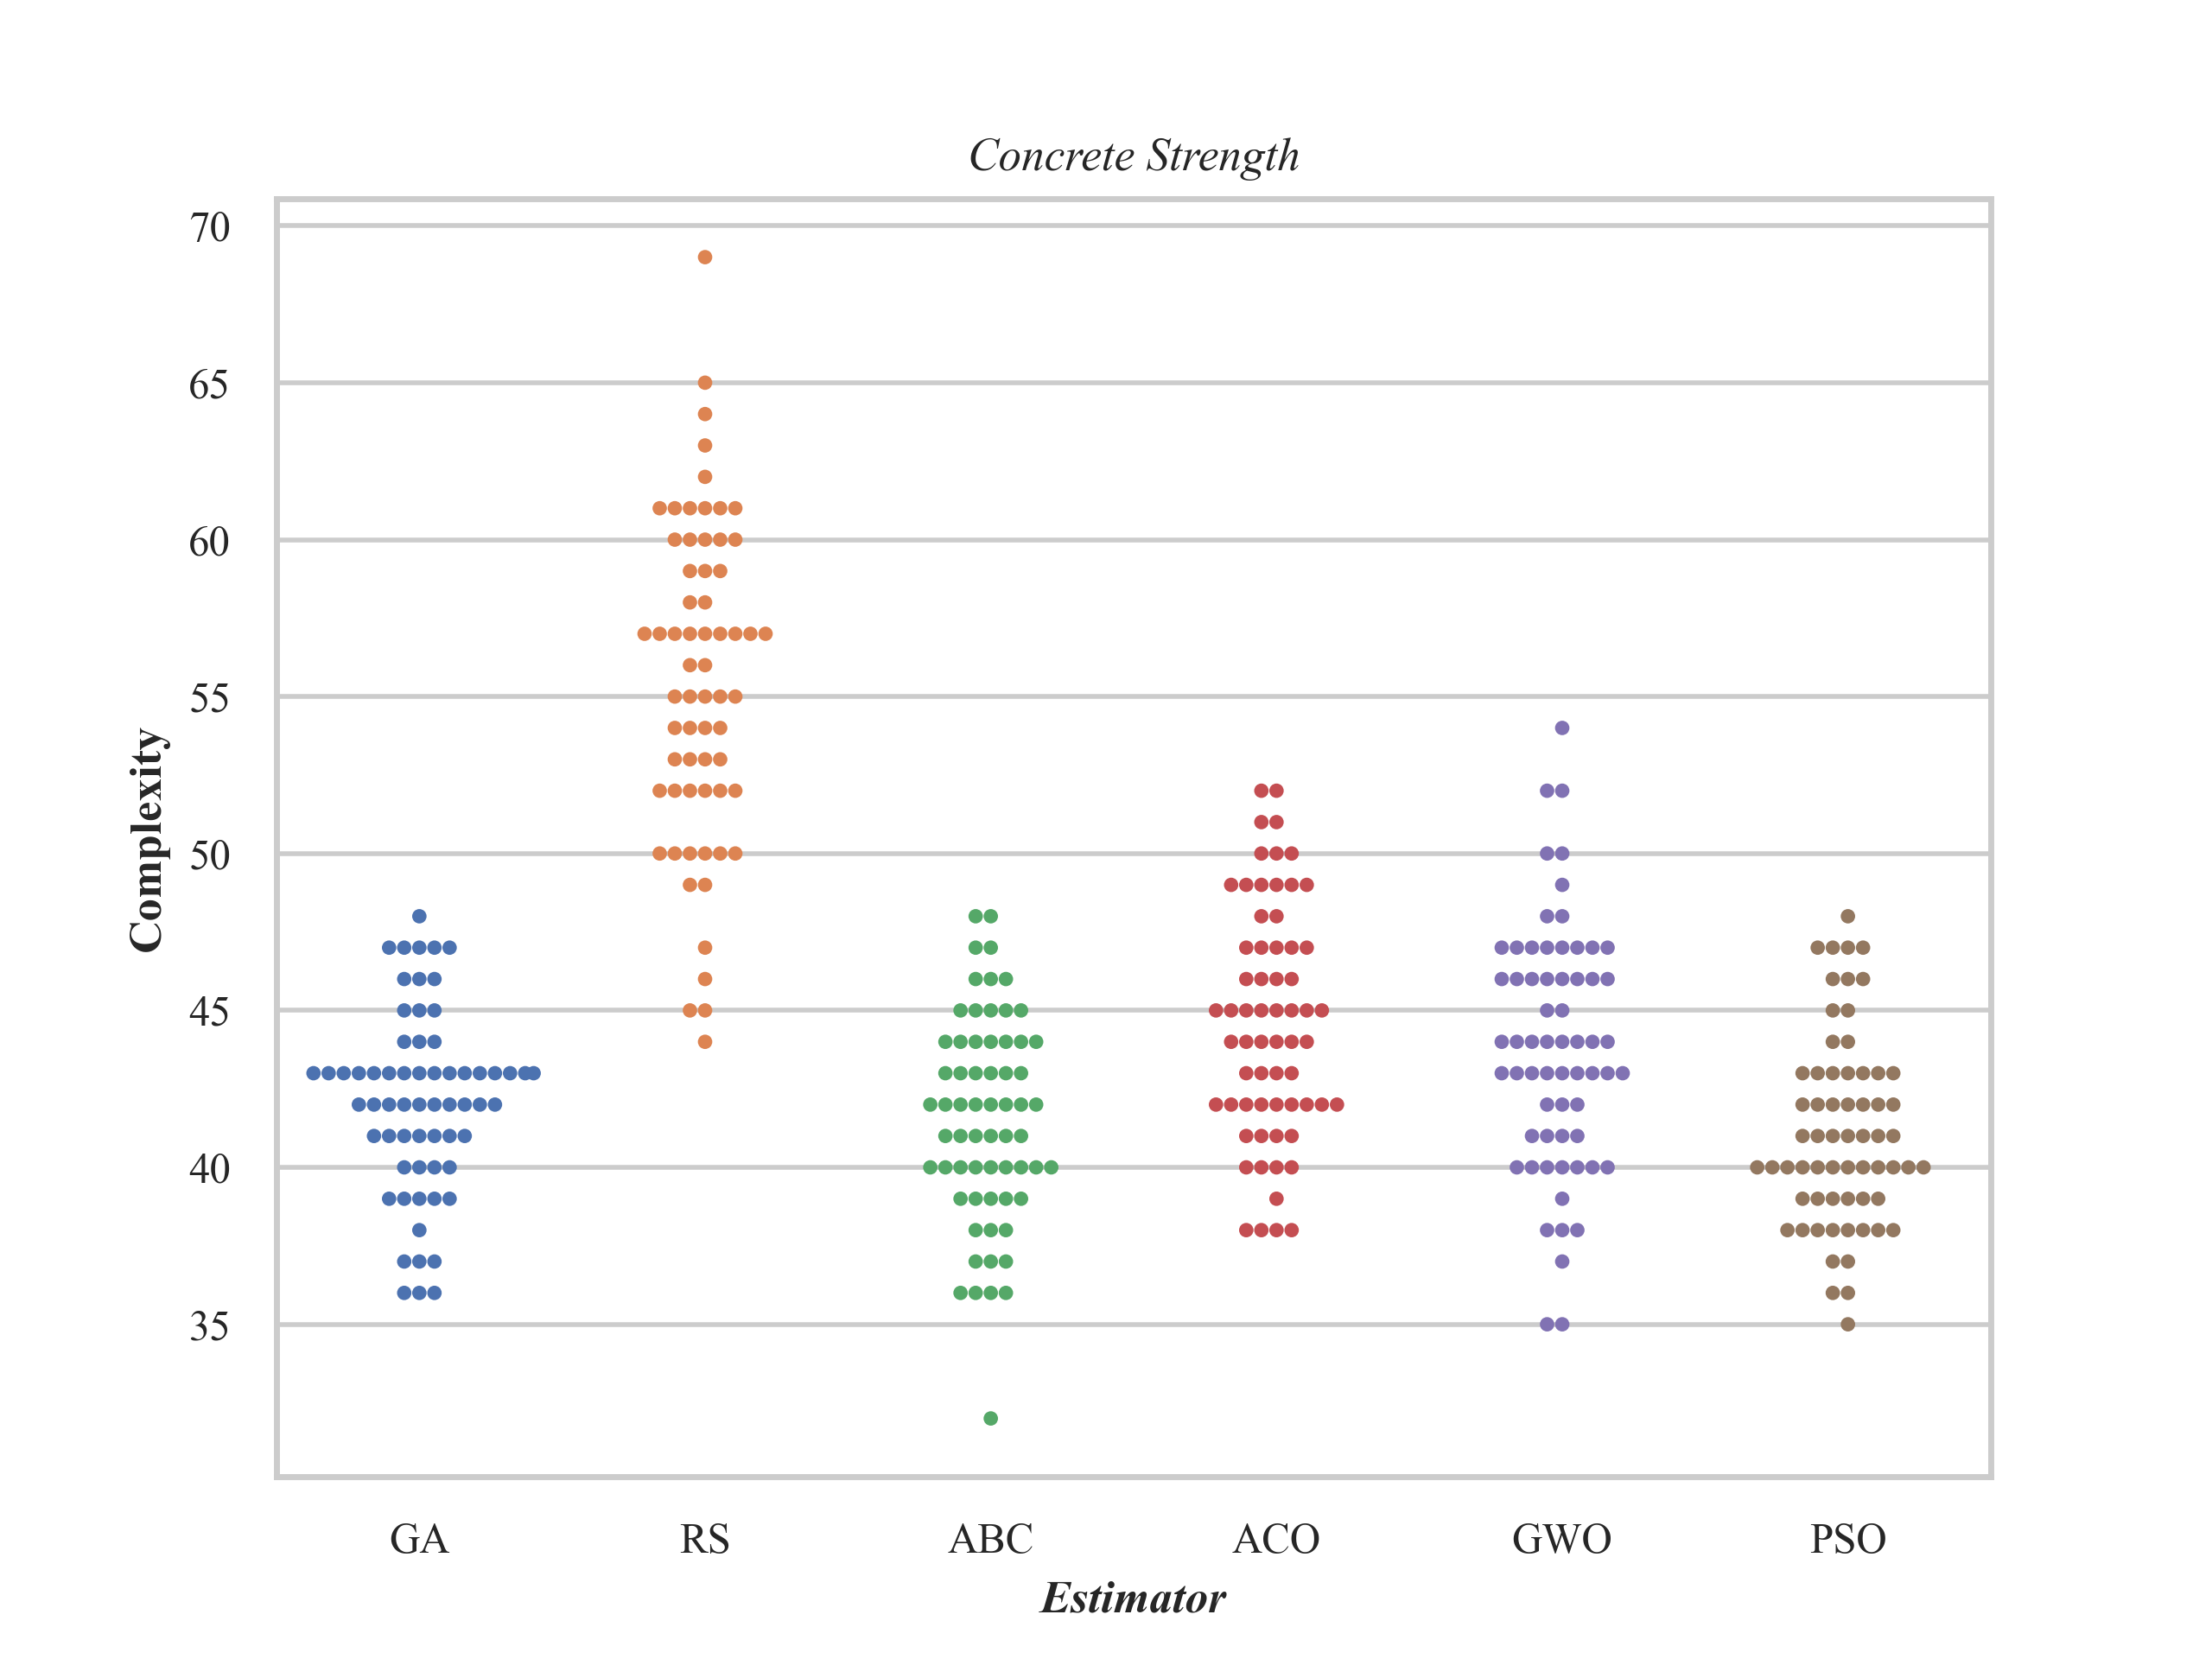 Concrete Strength
70
65
60
55
50
45
40
35
Complexity
GA RS ABC ACO GWO PSO
Estimator